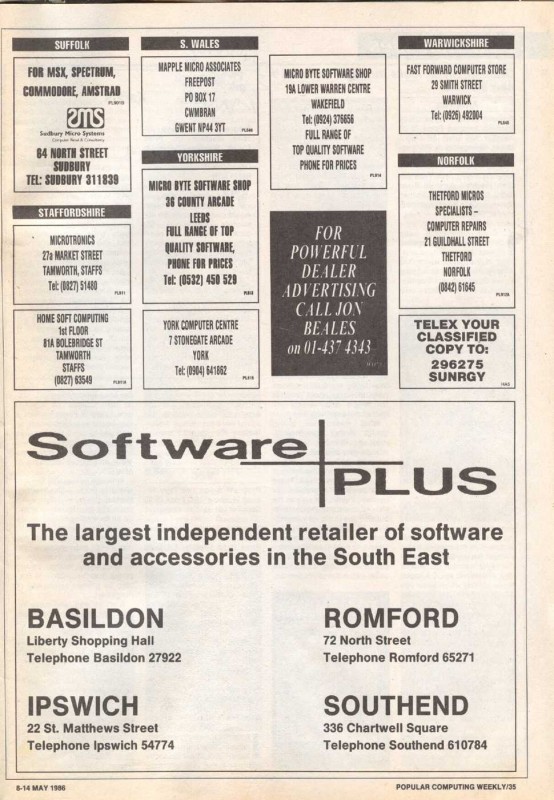 SUFFOLK
FOR MSX, SPECTRUM,
COMMODORE, AMSTRAD
ams
Sudbury Micro Systems
64 NORTH STREET
SUDBURY
TEL: SUDBURY 311839
STAFFORDSHIRE
MICROTRONICS
27a MARKET STREET
TAMWORTH, STAFFS
Tel: (0827) 51480
HOME SOFT COMPUTING
1st FLOOR
81A BOLEBRIDGE ST
TAMWORTH
STAFFS
(0827) 63549
S. WALES
MAPPLE MICRO ASSOCIATES
FREEPOST
PO BOX 17
CWMBRAN
GWENT NP44 3YT
YORKSHIRE
MICRO BYTE SOFTWARE SHOP
36 COUNTY ARCADE
LEEDS
FULL RANGE OF TOP
QUALITY SOFTWARE,
PHONE FOR PRICES
Tel: (0532) 450 529
YORK COMPUTER CENTRE
7 STONEGATE ARCADE
YORK
Tel: (0904) 641862
MICRO BYTE SOFTWARE SHOP
19A LOWER WARREN CENTRE
WAKEFIELD
Tel: (0924) 376656
FULL RANGE OF
TOP QUALITY SOFTWARE
PHONE FOR PRICES
FOR
POWERFUL
DEALER
ADVERTISING
CALL JON
BEALES
on 01-437 4343
WARWICKSHIRE
FAST FORWARD COMPUTER STORE
29 SMITH STREET
WARWICK
Tel: (0926) 492004
NORFOLK
THETFORD MICROS
SPECIALISTS –
COMPUTER REPAIRS
21 GUILDHALL STREET
THETFORD
NORFOLK
(0842) 61645
TELEX YOUR
CLASSIFIED
COPY TO:
296275
SUNRGY
Software
PLUS
The largest independent retailer of software
and accessories in the South East
BASILDON
Liberty Shopping Hall
Telephone Basildon 27922
ROMFORD
72 North Street
Telephone Romford 65271
IPSWICH
22 St. Matthews Street
Telephone Ipswich 54774
SOUTHEND
336 Chartwell Square
Telephone Southend 610784
8-14 MAY 1986
POPULAR COMPUTING WEEKLY/35